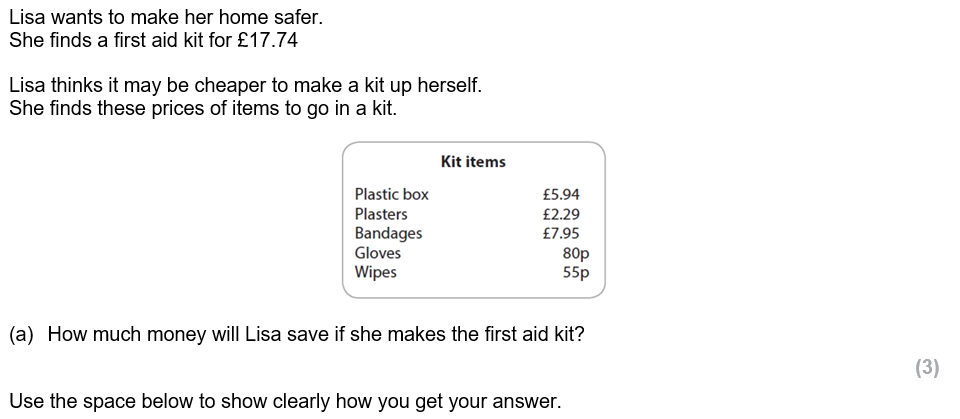 Lisa wants to make her home safer.
She finds a first aid kit for £17.74
Lisa thinks it may be cheaper to make a kit up herself.
She finds these prices of items to go in a kit.
Kit items
Plastic box £5.94
Plasters £2.29
Bandages £7.95
Gloves 80p
Wipes 55p
(a) How much money will Lisa save if she makes the first aid kit?
(3)
Use the space below to show clearly how you get your answer.